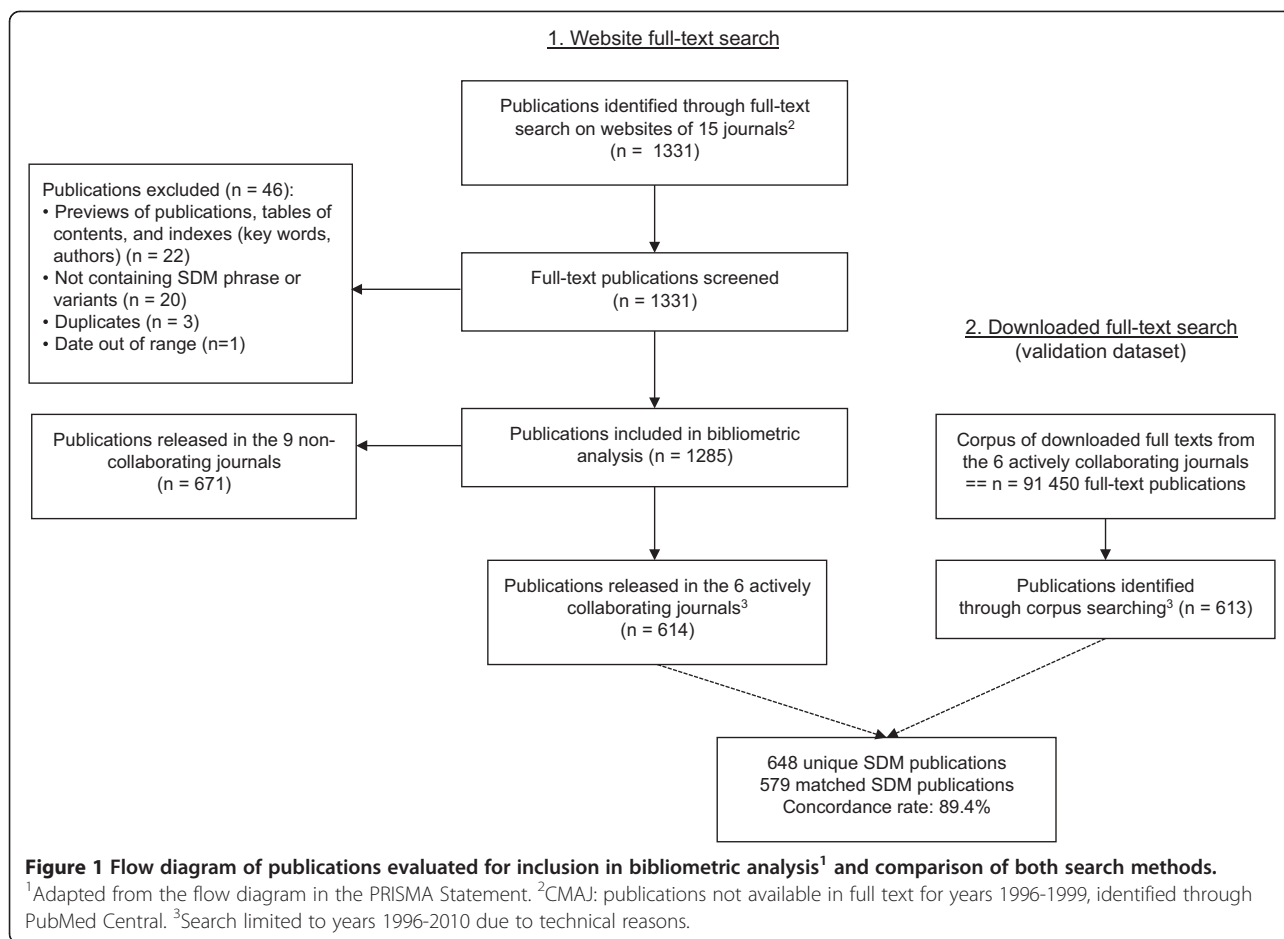 1. Website full-text search
Publications identified through full-text
search on websites of 15 journals²
(n = 1331)
Publications excluded (n = 46):
• Previews of publications, tables of
contents, and indexes (key words,
authors) (n = 22)
• Not containing SDM phrase or
variants (n = 20)
• Duplicates (n = 3)
• Date out of range (n=1)
Full-text publications screened
(n = 1331)
2. Downloaded full-text search
(validation dataset)
Publications released in the 9 non-
collaborating journals
(n = 671)
Publications included in bibliometric
analysis (n = 1285)
Corpus of downloaded full texts from
the 6 actively collaborating journals
== n = 91 450 full-text publications
Publications released in the 6 actively
collaborating journals³
(n = 614)
Publications identified
through corpus searching³ (n = 613)
648 unique SDM publications
579 matched SDM publications
Concordance rate: 89.4%
Figure 1 Flow diagram of publications evaluated for inclusion in bibliometric analysis¹ and comparison of both search methods.
¹Adapted from the flow diagram in the PRISMA Statement. ²CMAJ: publications not available in full text for years 1996-1999, identified through
PubMed Central. ³Search limited to years 1996-2010 due to technical reasons.